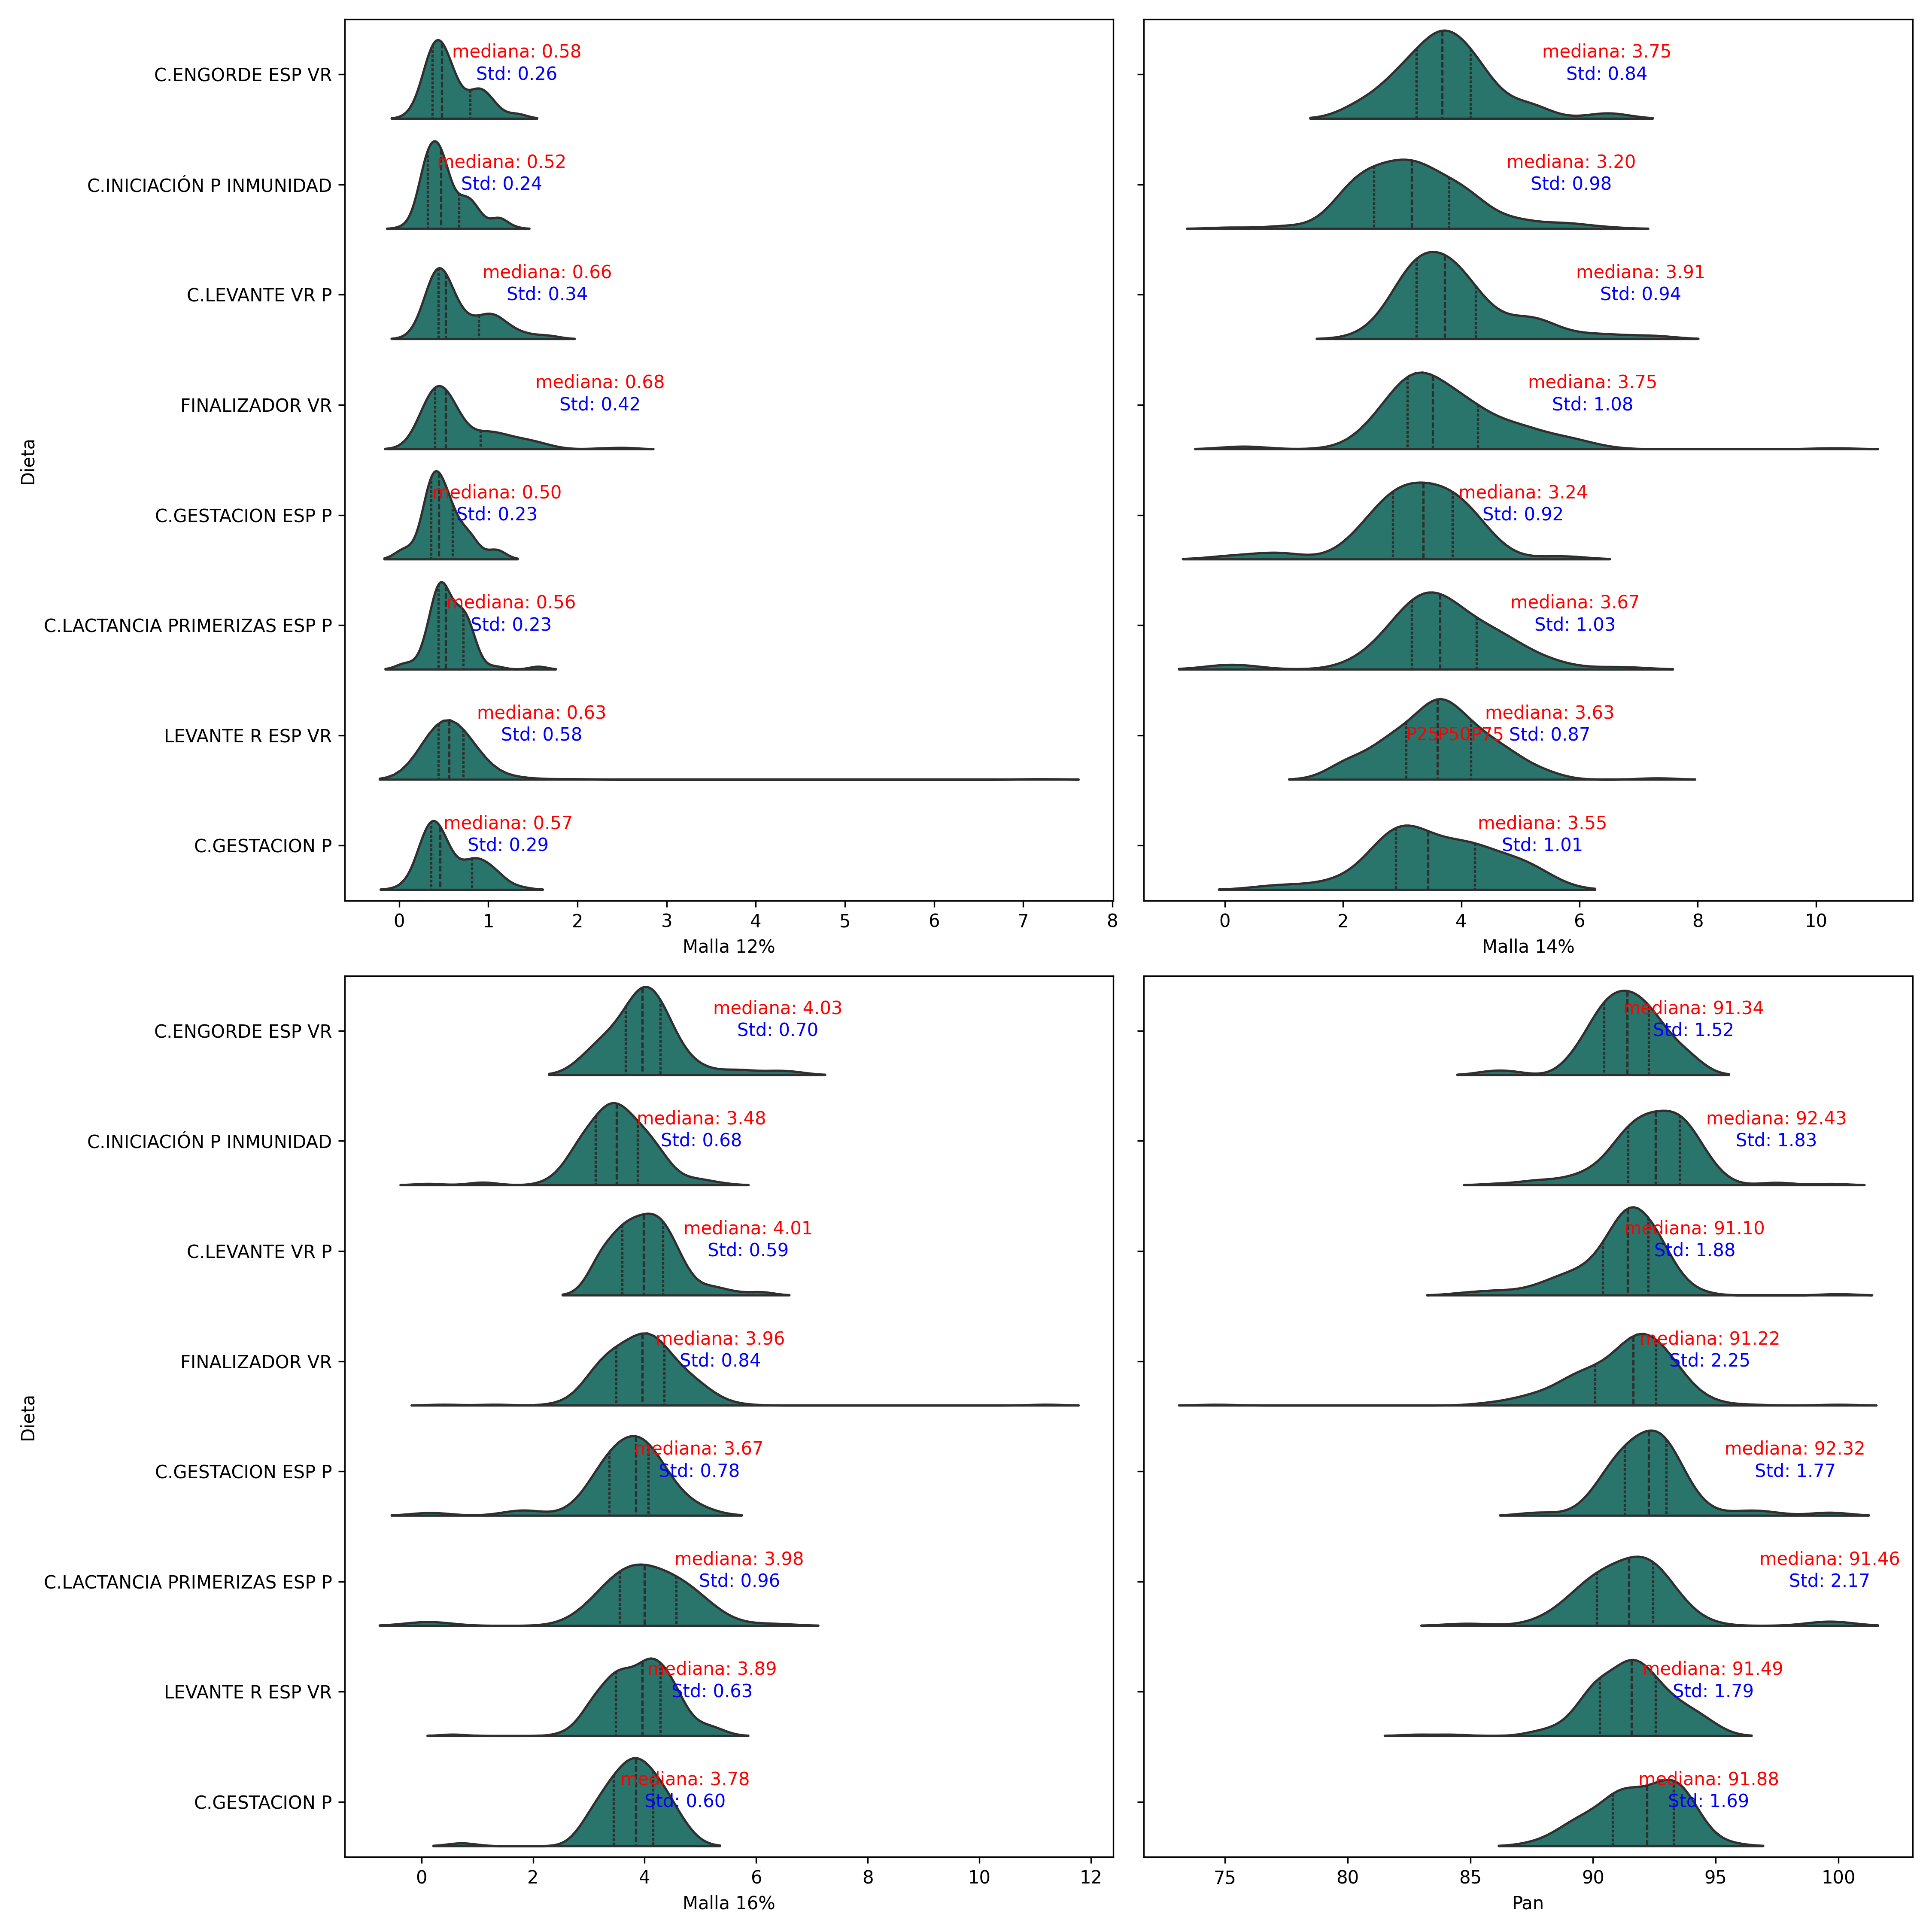 Dieta
C.ENGORDE ESP VR
mediana: 0.58
Std: 0.26
mediana: 3.75
Std: 0.84
C.INICIACIÓN P INMUNIDAD
mediana: 0.52
Std: 0.24
mediana: 3.20
Std: 0.98
C.LEVANTE VR P
mediana: 0.66
Std: 0.34
mediana: 3.91
Std: 0.94
FINALIZADOR VR
mediana: 0.68
Std: 0.42
mediana: 3.75
Std: 1.08
C.GESTACION ESP P
mediana: 0.50
Std: 0.23
mediana: 3.24
Std: 0.92
C.LACTANCIA PRIMERIZAS ESP P
mediana: 0.56
Std: 0.23
mediana: 3.67
Std: 1.03
LEVANTE R ESP VR
mediana: 0.63
Std: 0.58
mediana: 3.63
P25 P50 P75 Std: 0.87
C.GESTACION P
mediana: 0.57
Std: 0.29
mediana: 3.55
Std: 1.01
0 1 2 3 4 5 6 7 8
Malla 12%
0 2 4 6 8 10
Malla 14%
Dieta
C.ENGORDE ESP VR
mediana: 4.03
Std: 0.70
mediana: 91.34
Std: 1.52
C.INICIACIÓN P INMUNIDAD
mediana: 3.48
Std: 0.68
mediana: 92.43
Std: 1.83
C.LEVANTE VR P
mediana: 4.01
Std: 0.59
mediana: 91.10
Std: 1.88
FINALIZADOR VR
mediana: 3.96
Std: 0.84
mediana: 91.22
Std: 2.25
C.GESTACION ESP P
mediana: 3.67
Std: 0.78
mediana: 92.32
Std: 1.77
C.LACTANCIA PRIMERIZAS ESP P
mediana: 3.98
Std: 0.96
mediana: 91.46
Std: 2.17
LEVANTE R ESP VR
mediana: 3.89
Std: 0.63
mediana: 91.49
Std: 1.79
C.GESTACION P
mediana: 3.78
Std: 0.60
mediana: 91.88
Std: 1.69
0 2 4 6 8 10 12
Malla 16%
75 80 85 90 95 100
Pan